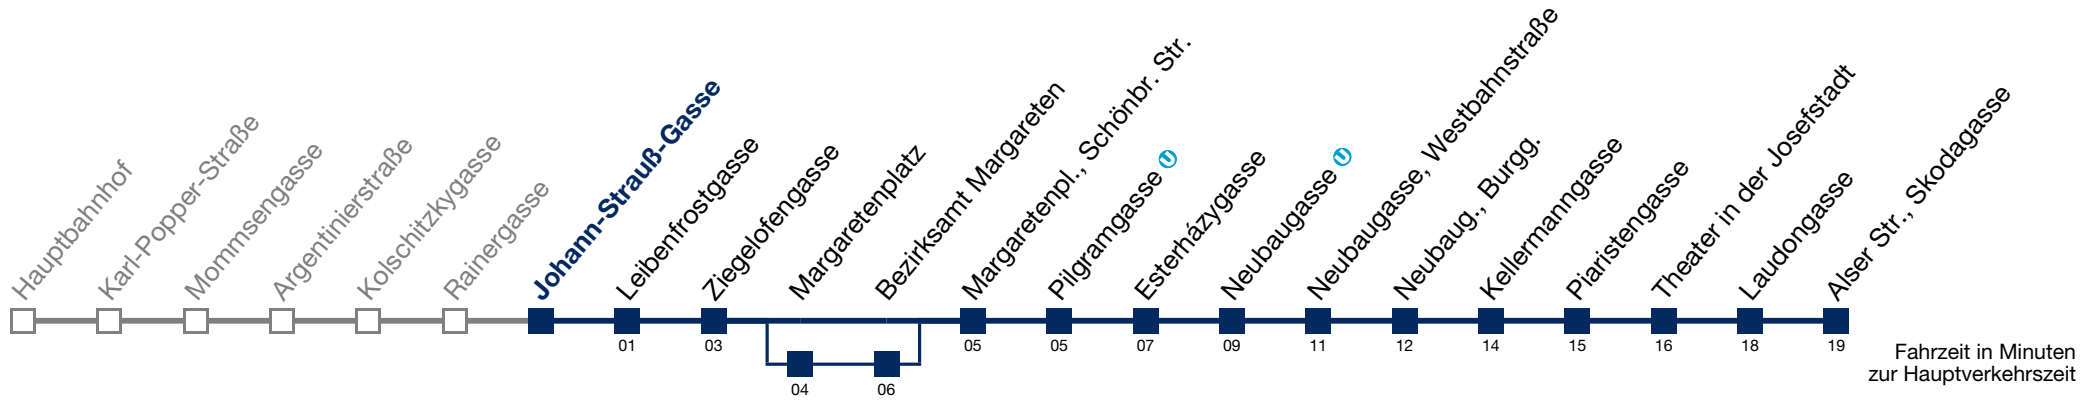 Hauptbahnhof
Karl-Popper-Straße
Mommsengasse
Argentinierstraße
Kolschitzkygasse
Rainergasse
Johann-Strauß-Gasse
Leibenfrostgasse
Ziegelofengasse
Margaretenplatz
Bezirksamt Margareten
Margaretenpl., Schönbr. Str.
Pilgramgasse U
Esterházygasse
Neubaugasse U
Neubaugasse, Westbahnstraße
Neubaug., Burgg.
Kellermanngasse
Piaristengasse
Theater in der Josefstadt
Laudongasse
Alser Str., Skodagasse
01 03 05 05 07 09 11 12 14 15 16 18 19
04 06
Fahrzeit in Minuten
zur Hauptverkehrszeit